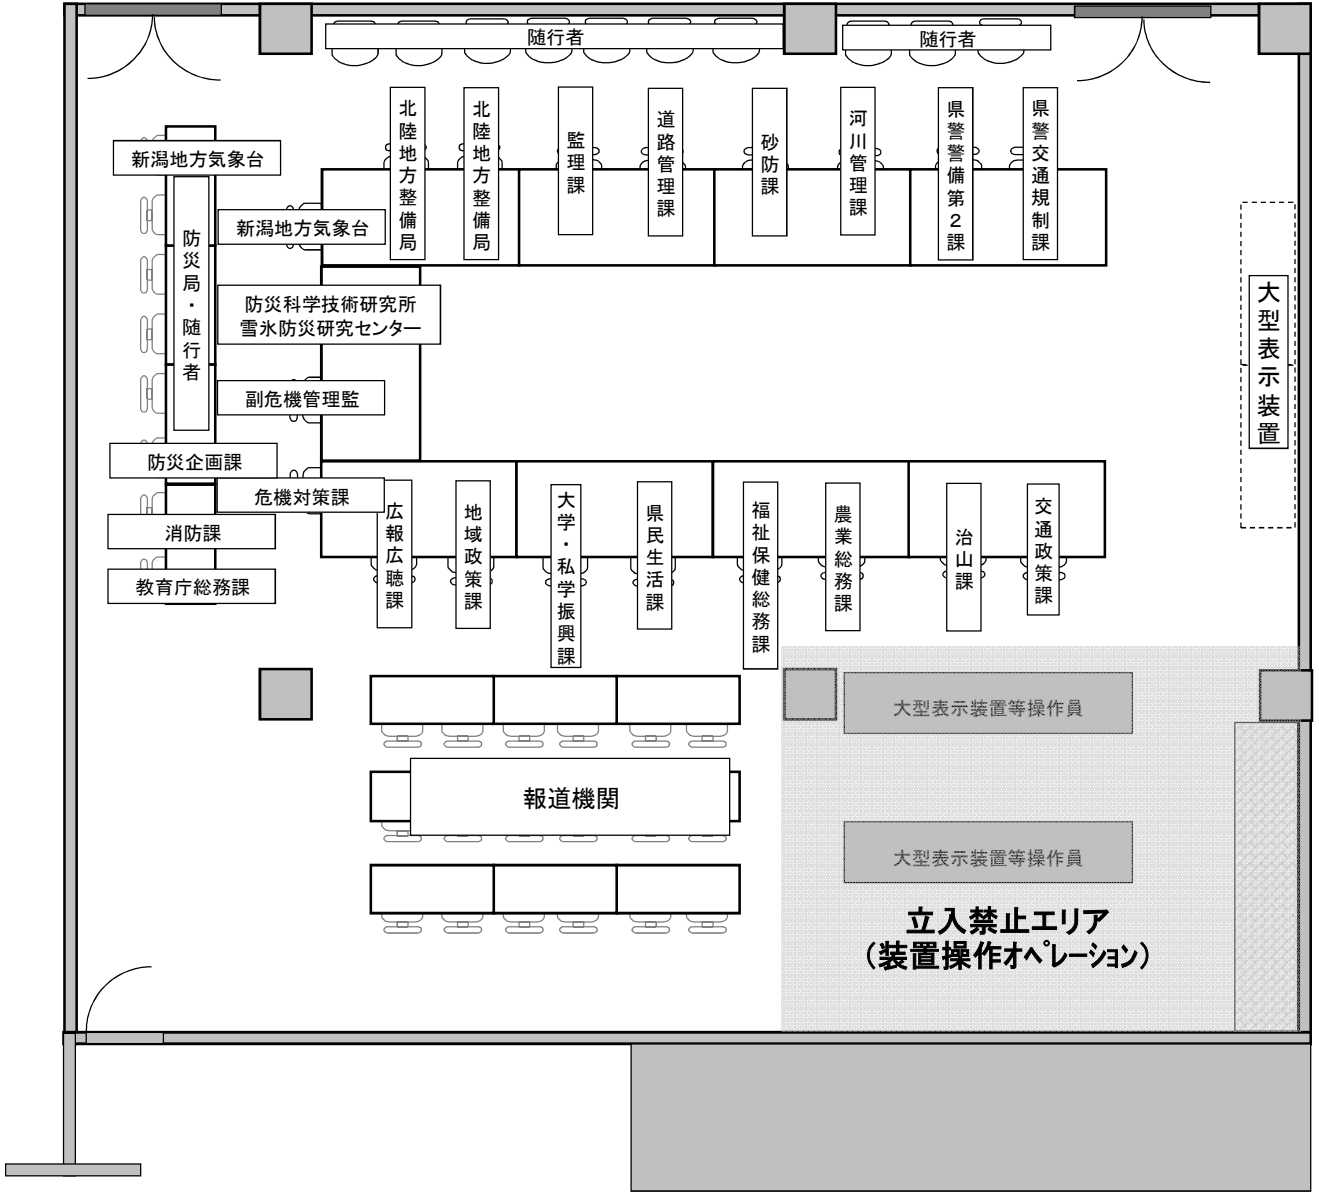 随行者
随行者
北陸地方整備局
北陸地方整備局
監理課
道路管理課
砂防課
河川管理課
県警警備第２課
県警交通規制課
新潟地方気象台
新潟地方気象台
防災局・随行者
防災科学技術研究所
雪氷防災研究センター
副危機管理監
大型表示装置
防災企画課
危機対策課
消防課
教育庁総務課
広報広聴課
地域政策課
大学・私学振興課
県民生活課
福祉保健総務課
農業総務課
治山課
交通政策課
大型表示装置等操作員
報道機関
大型表示装置等操作員
立入禁止エリア
（装置操作ｵﾍﾟﾚｰｼｮﾝ）